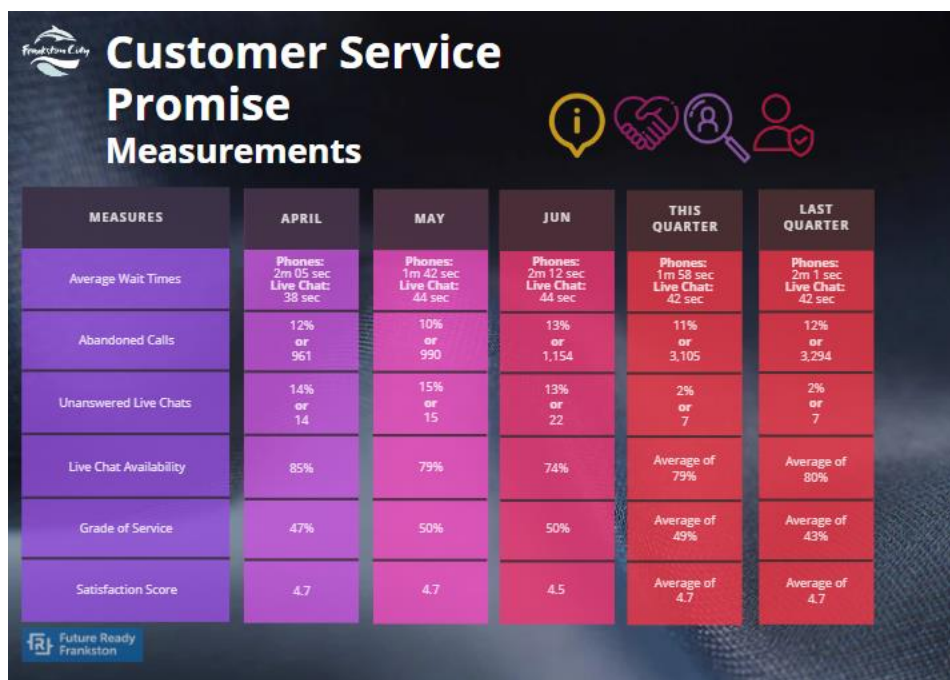 Frankston City
Customer Service
Promise
Measurements
MEASURES
APRIL
MAY
JUN
THIS
QUARTER
LAST
QUARTER
Average Wait Times
Phones:
2m 05 sec
Live Chat:
38 sec
Phones:
1m 42 sec
Live Chat:
44 sec
Phones:
2m 12 sec
Live Chat:
44 sec
Phones:
1m 58 sec
Live Chat:
42 sec
Phones:
2m 1 sec
Live Chat:
42 sec
Abandoned Calls
12%
or
961
10%
or
990
13%
or
1,154
11%
or
3,105
12%
or
3,294
Unanswered Live Chats
14%
or
14
15%
or
15
13%
or
22
2%
or
7
2%
or
7
Live Chat Availability
85%
79%
74%
Average of
79%
Average of
80%
Grade of Service
47%
50%
50%
Average of
49%
Average of
43%
Satisfaction Score
4.7
4.7
4.5
Average of
4.7
Average of
4.7
Future Ready
Frankston